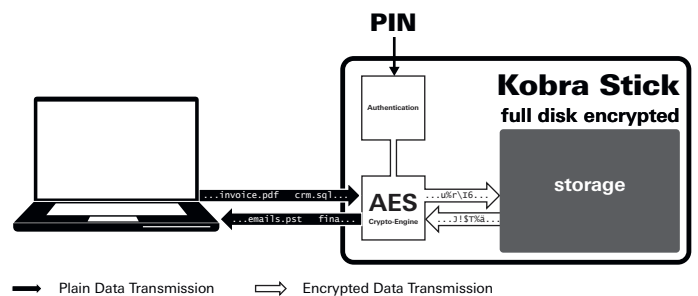 PIN
Kobra Stick
full disk encrypted
Authentication
storage
...invoice.pdf crm.sql...
AES
Crypto-Engine
...u%r\I6...
...emails.pst fina...
...J!$T%ä...
Plain Data Transmission
Encrypted Data Transmission